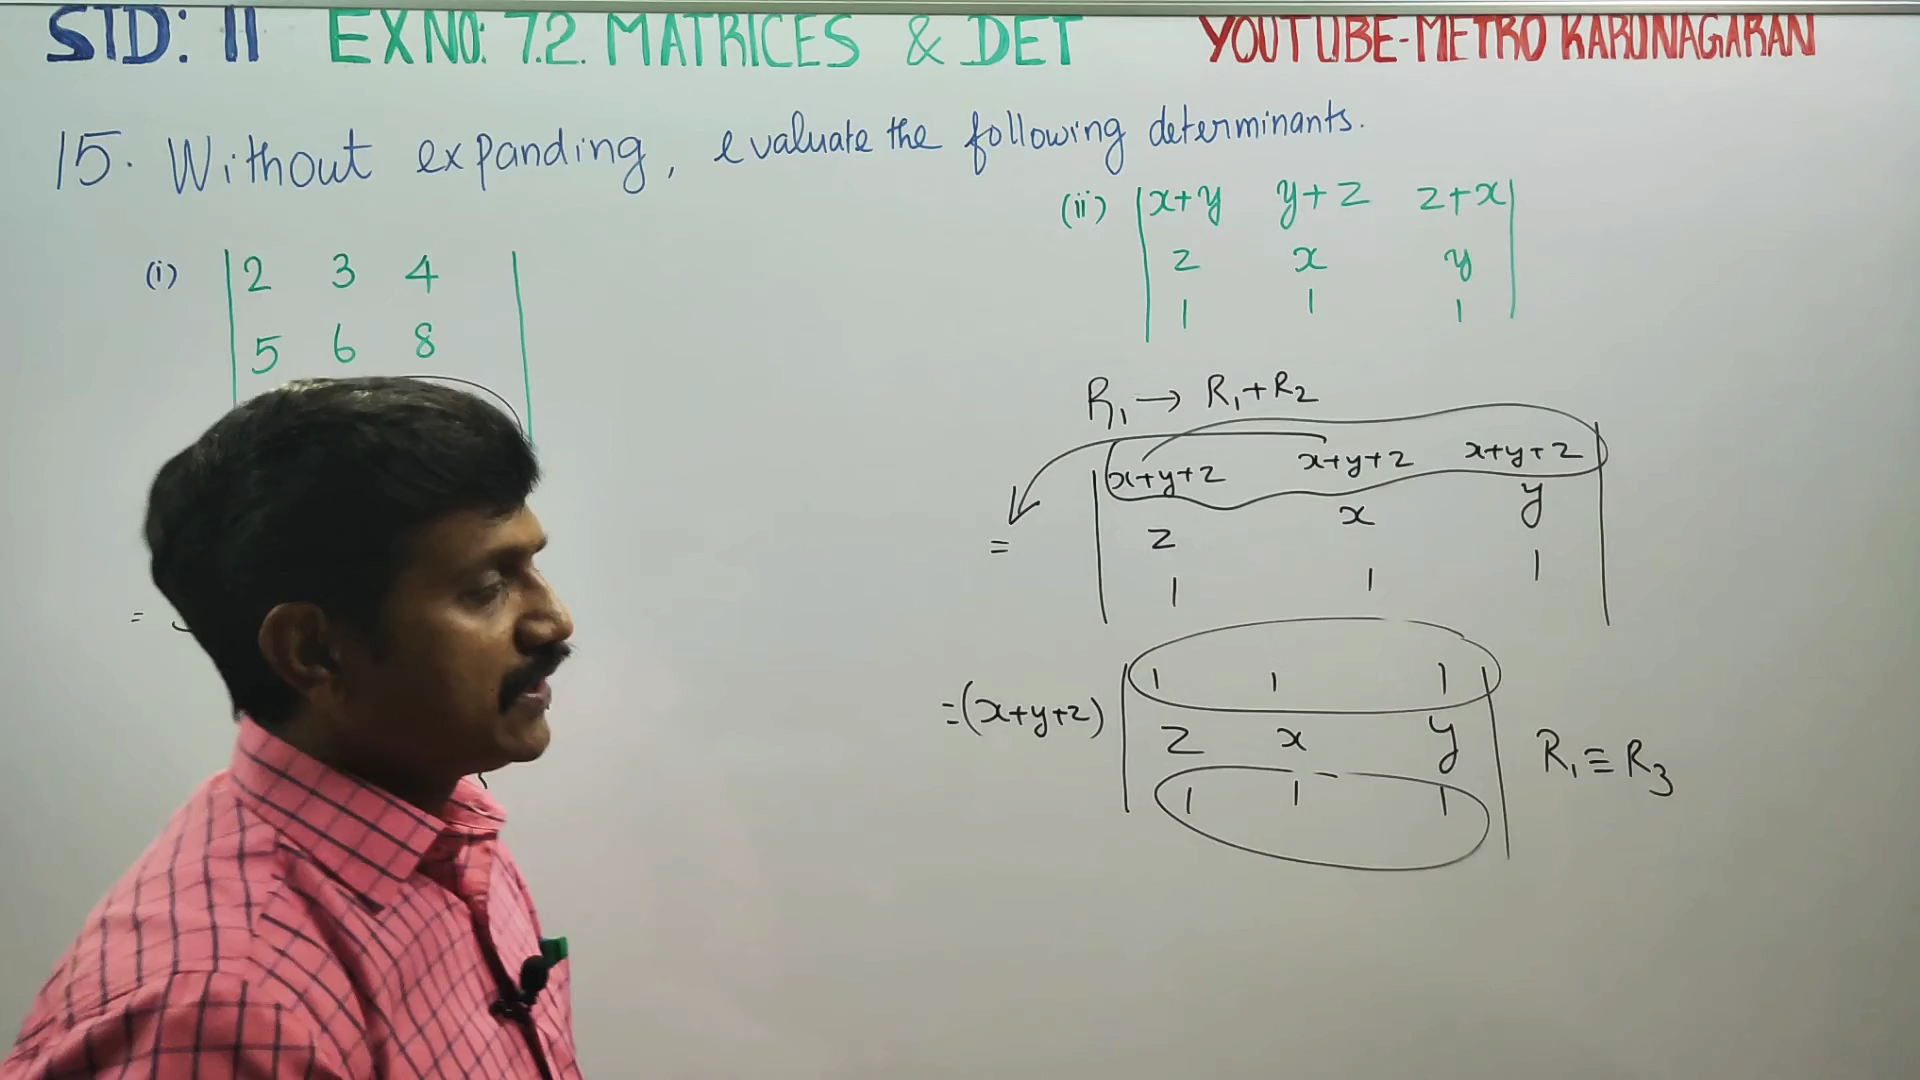 STD: 11 EX NO: 7.2. MATRICES & DET YOUTUBE-METRO KARUNAGARAN
15. Without expanding, evaluate the following determinants.
(i) | 2 3 4 |
5 6 8
=
(ii) | x+y y+z z+x |
z x y
1 1 1
R₁ → R₁+R₂
= | x+y+z x+y+z x+y+z |
z x y
1 1 1
=(x+y+z) | 1 1 1 |
z x y R₁ ≡ R₃
1 1 1